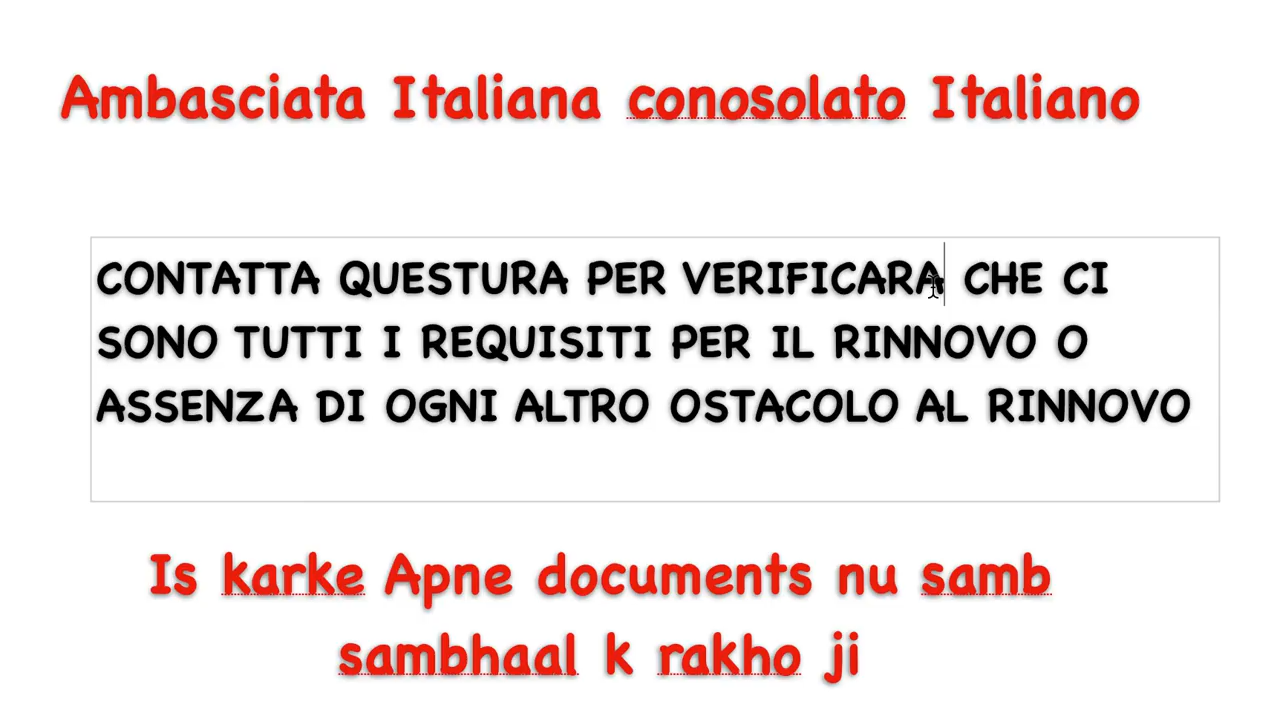 Ambasciata Italiana conosolato Italiano
CONTATTA QUESTURA PER VERIFICARA CHE CI
SONO TUTTI I REQUISITI PER IL RINNOVO O
ASSENZA DI OGNI ALTRO OSTACOLO AL RINNOVO
Is karke Apne documents nu samb
sambhaal k rakho ji